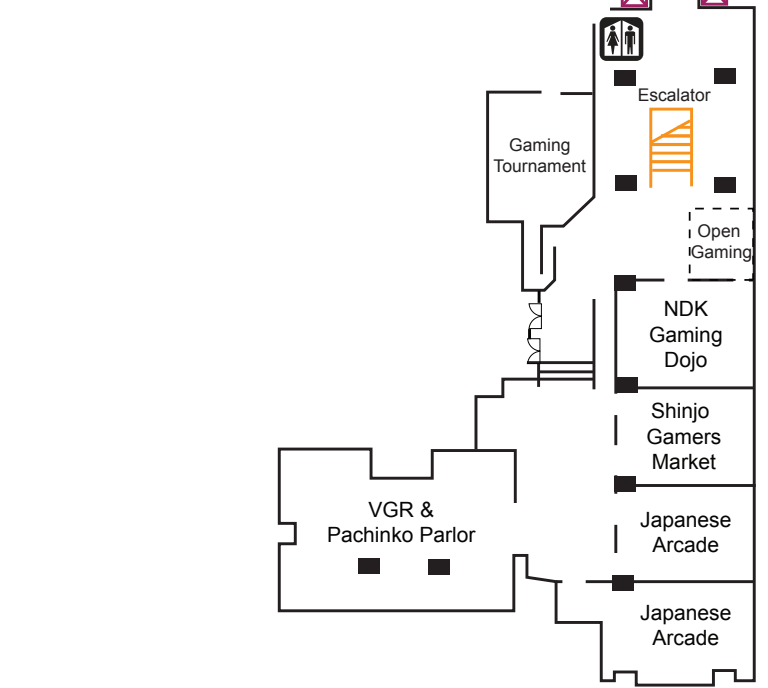 Escalator
Gaming
Tournament
Open
Gaming
NDK
Gaming
Dojo
Shinjo
Gamers
Market
VGR &
Pachinko Parlor
Japanese
Arcade
Japanese
Arcade